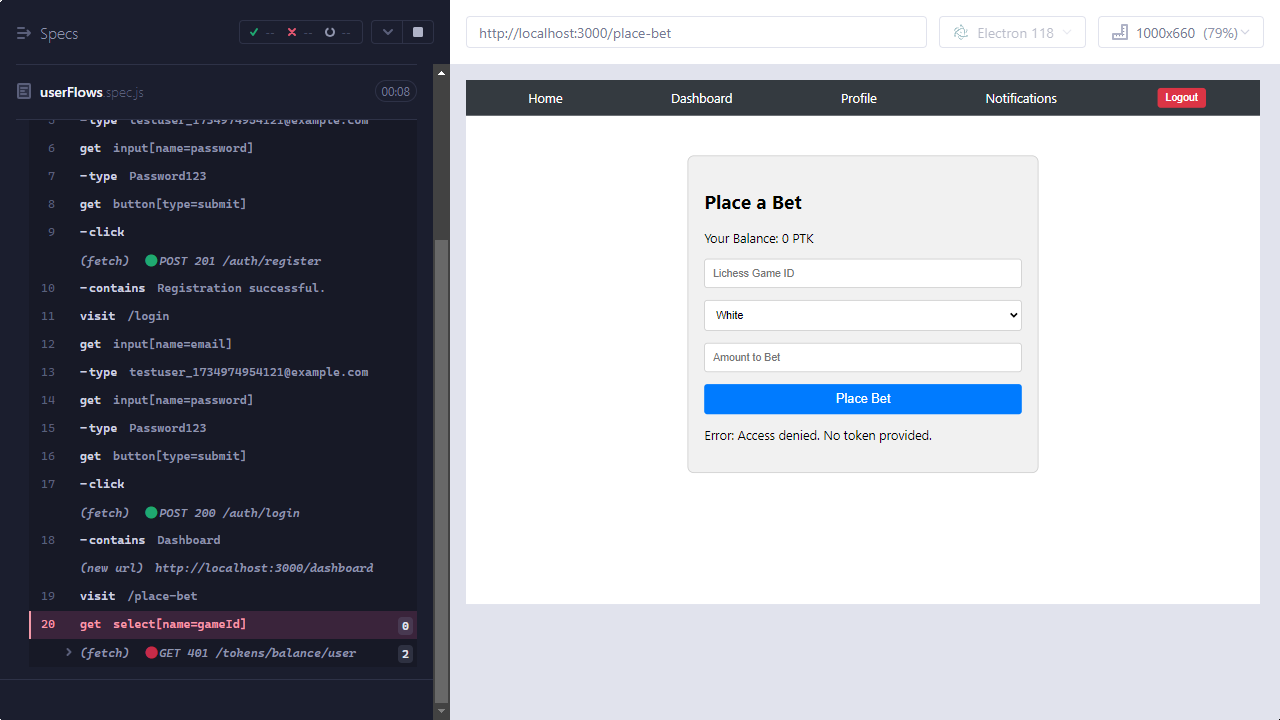 Specs
-- -- --
userFlows.spec.js 00:08
5 -type testuser_1734974954121@example.com
6 get input[name=password]
7 -type Password123
8 get button[type=submit]
9 -click
(fetch) POST 201 /auth/register
10 -contains Registration successful.
11 visit /login
12 get input[name=email]
13 -type testuser_1734974954121@example.com
14 get input[name=password]
15 -type Password123
16 get button[type=submit]
17 -click
(fetch) POST 200 /auth/login
18 -contains Dashboard
(new url) http://localhost:3000/dashboard
19 visit /place-bet
20 get select[name=gameId] 0
(fetch) GET 401 /tokens/balance/user 2
http://localhost:3000/place-bet
Electron 118
1000x660 (79%)
Home Dashboard Profile Notifications Logout
Place a Bet
Your Balance: 0 PTK
Lichess Game ID
White
Amount to Bet
Place Bet
Error: Access denied. No token provided.